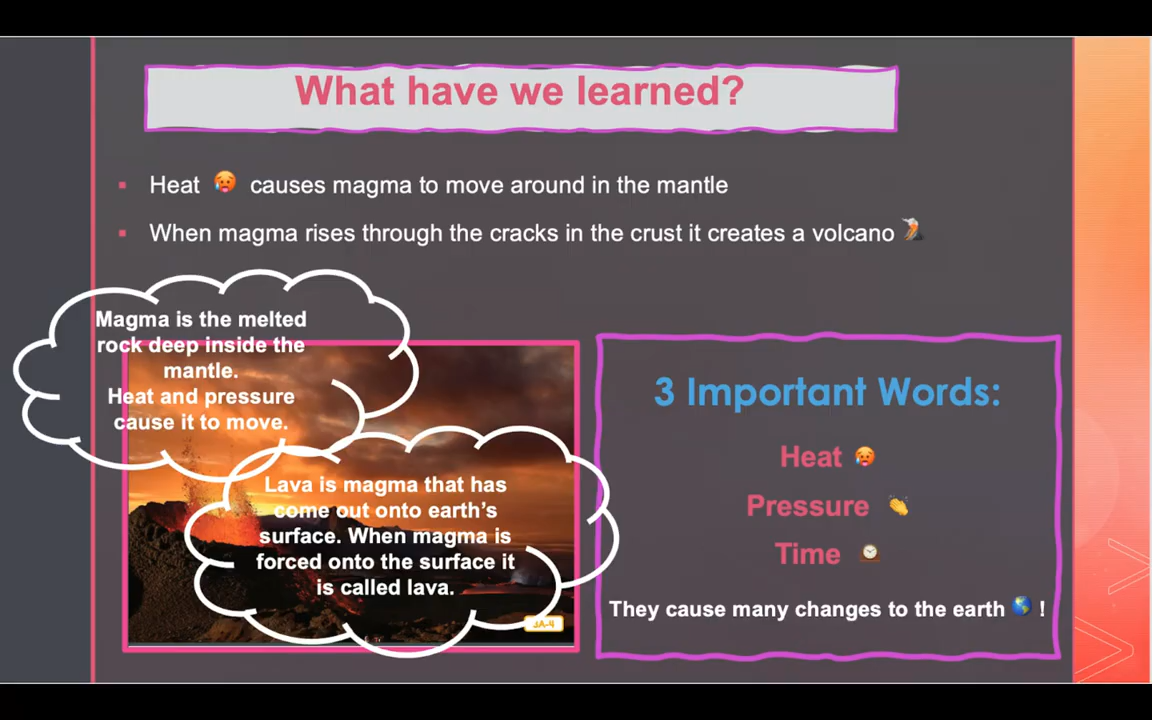 What have we learned?
Heat 🥵 causes magma to move around in the mantle
When magma rises through the cracks in the crust it creates a volcano 🌋
Magma is the melted
rock deep inside the
mantle.
Heat and pressure
cause it to move.
Lava is magma that has
come out onto earth’s
surface. When magma is
forced onto the surface it
is called lava.
JA-4
3 Important Words:
Heat 🥵
Pressure 👏
Time 🕰
They cause many changes to the earth 🌎 !